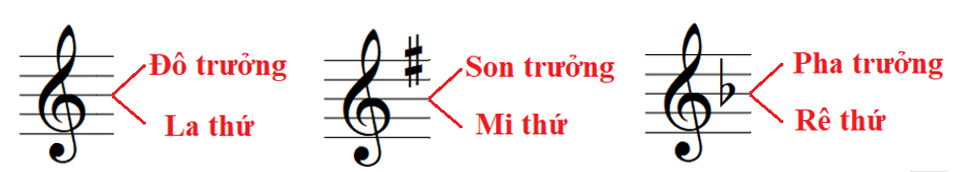 Đô trưởng
La thứ
Son trưởng
Mi thứ
Pha trưởng
Rê thứ